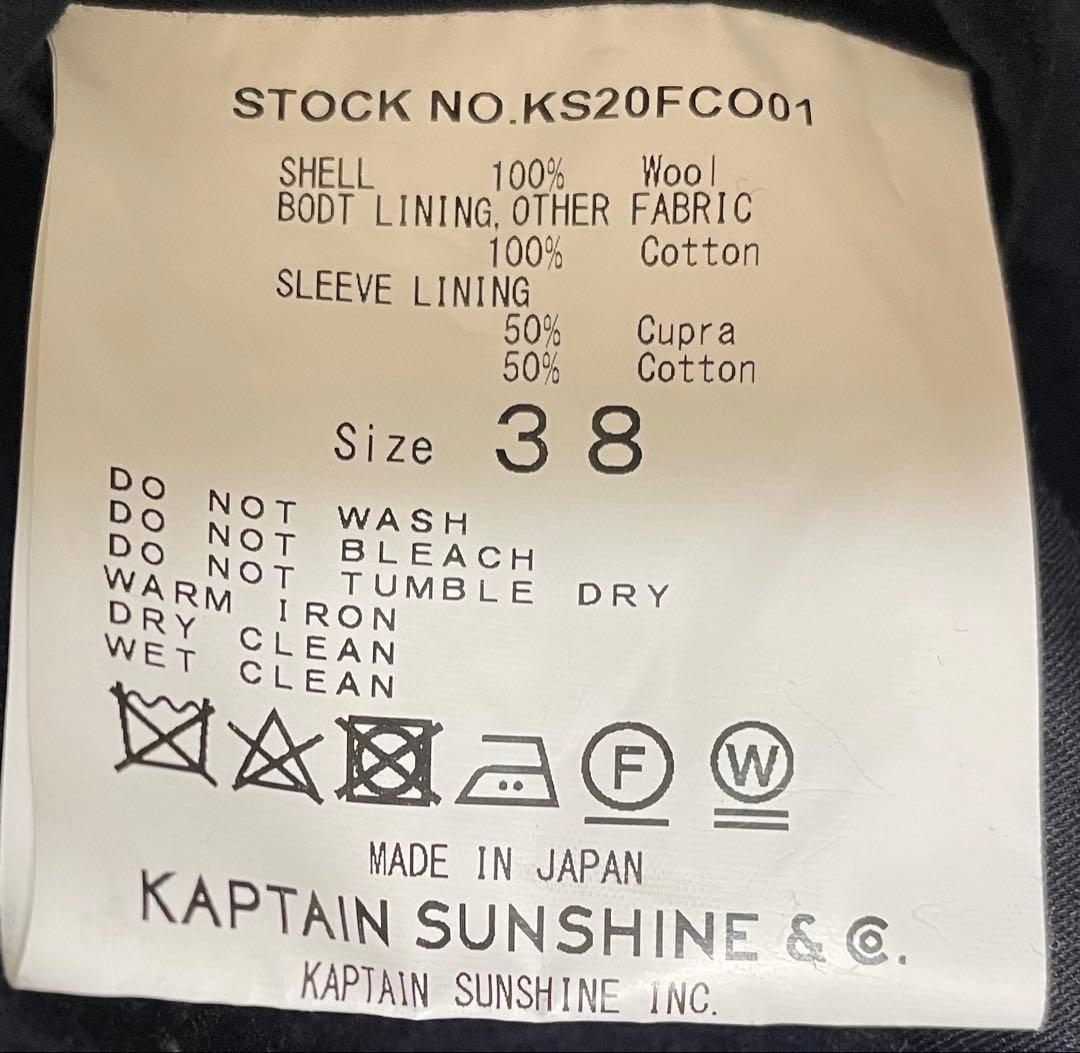 STOCK NO.KS20FCO01
SHELL 100% Wool
BODT LINING, OTHER FABRIC
100% Cotton
SLEEVE LINING
50% Cupra
50% Cotton
Size 38
DO NOT WASH
DO NOT BLEACH
DO NOT TUMBLE DRY
WARM IRON
DRY CLEAN
WET CLEAN
F W
MADE IN JAPAN
KAPTAIN SUNSHINE & Co.
KAPTAIN SUNSHINE INC.